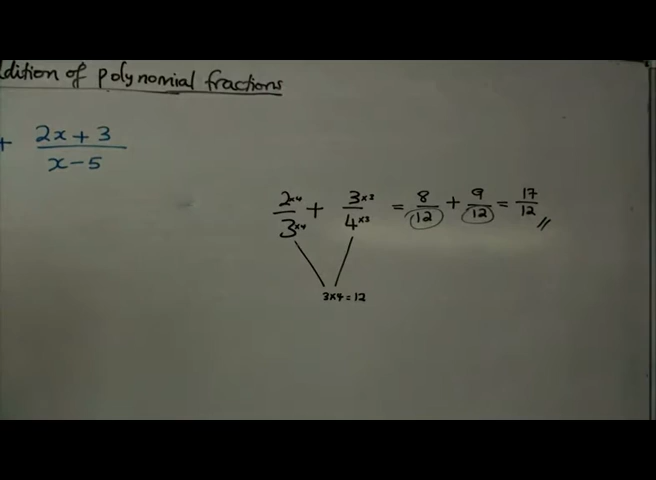 dition of polynomial fractions
+ 2x + 3 / x - 5
2×4 / 3×4 + 3×3 / 4×3 = 8/12 + 9/12 = 17/12 //
3×4 = 12